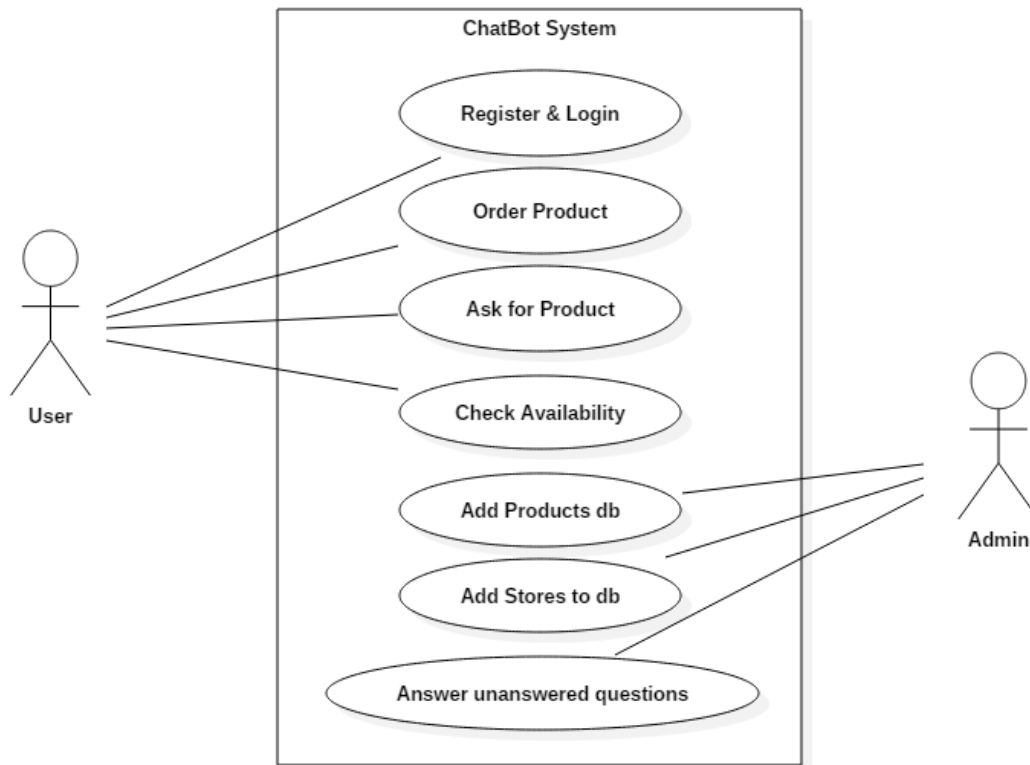 ChatBot System
Register & Login
Order Product
Ask for Product
Check Availability
User
Add Products db
Admin
Add Stores to db
Answer unanswered questions